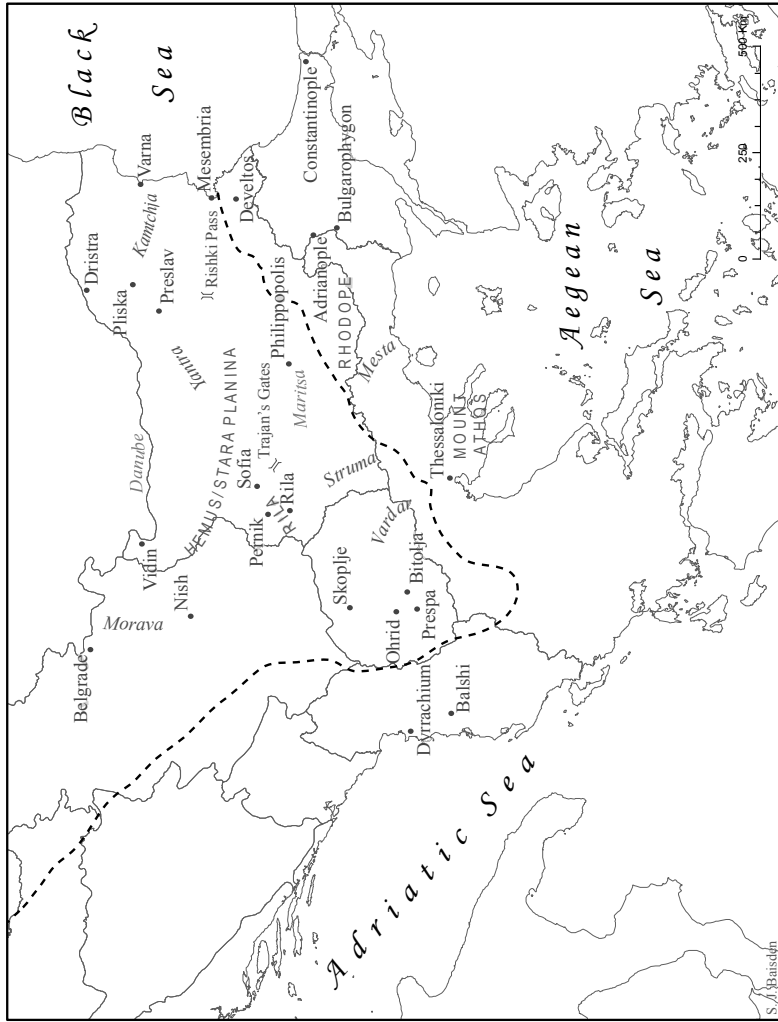 Black
Sea
Dristra
Varna
Pliska
Kamtchja
Preslav
Danube
Yantra
Belgrade
Vidin
Morava
Nish
HEMUS/STARA PLANINA
Rishki Pass
Mesembria
Develtos
Sofia
Trajan's Gates
Pernik
RILA
Rila
Philippopolis
Maritsa
Constantinople
Adrianople
Bulgarophygon
RHODOPE
Struma
Mesta
Skoplje
Vardar
Ohrid
Bitolja
Prespa
Dyrrachium
Balshi
Thessaloniki
MOUNT
ATHOS
Aegean
Sea
Adriatic Sea
0 250 500 Km
S. J. Baisden